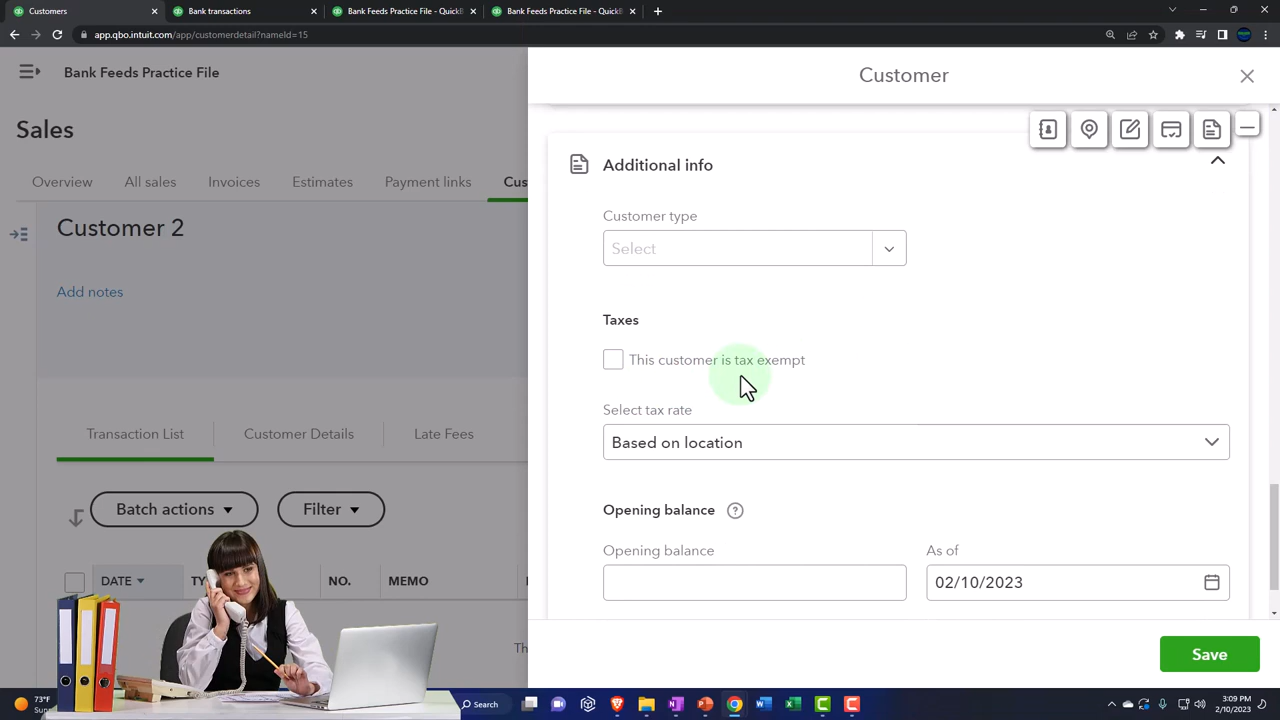 Customers
Bank transactions
Bank Feeds Practice File - QuickB
Bank Feeds Practice File - QuickB
app.qbo.intuit.com/app/customerdetail?nameId=15
Bank Feeds Practice File
Customer
Sales
Overview
All sales
Invoices
Estimates
Payment links
Cus
Customer 2
Add notes
Additional info
Customer type
Select
Taxes
This customer is tax exempt
Select tax rate
Based on location
Opening balance
Opening balance
As of
02/10/2023
Transaction List
Customer Details
Late Fees
Batch actions
Filter
DATE
TY
NO.
MEMO
Th
Save
73°F
Sun
Search
3:09 PM
2/10/2023